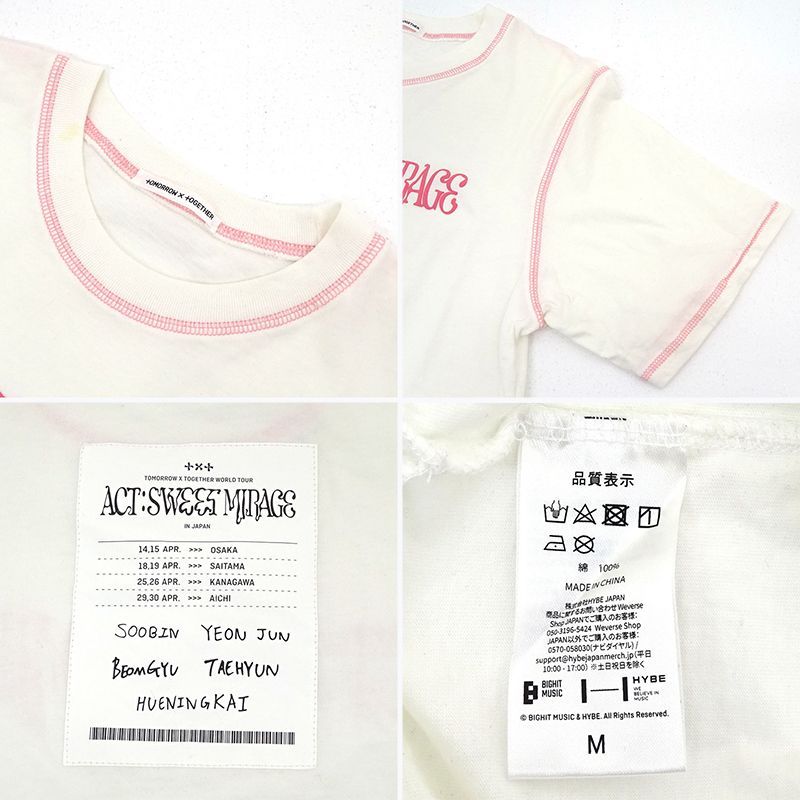 TOMORROW X TOGETHER
TOGETHER
RAGE
TOMORROW X TOGETHER WORLD TOUR
ACT:SWEET MIRAGE
IN JAPAN
14,15 APR. >>> OSAKA
18,19 APR. >>> SAITAMA
25,26 APR. >>> KANAGAWA
29,30 APR. >>> AICHI
SOOBIN YEONJUN
BEOMGYU TAEHYUN
HUENINGKAI
品質表示
綿 100%
MADE IN CHINA
株式会社HYBE JAPAN
商品に関するお問い合わせ Weverse
Shop JAPANでご購入のお客様:
050-3196-5424 Weverse Shop
JAPAN以外でご購入のお客様:
0570-058030(ナビダイヤル)/
support@hybejapanmerch.jp(平日
10:00 - 17:00) ※土日祝日を除く
BIGHIT MUSIC
HYBE
WE BELIEVE IN MUSIC
© BIGHIT MUSIC & HYBE. All Rights Reserved.
M